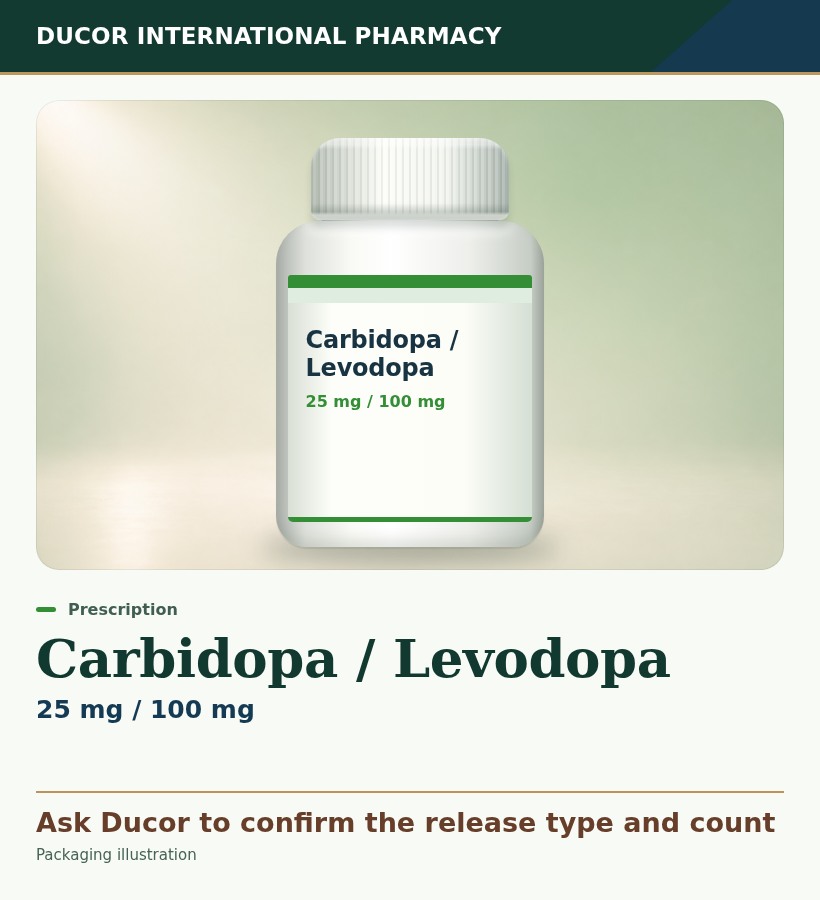 DUCOR INTERNATIONAL PHARMACY
Carbidopa /
Levodopa
25 mg / 100 mg
Prescription
Carbidopa / Levodopa
25 mg / 100 mg
Ask Ducor to confirm the release type and count
Packaging illustration